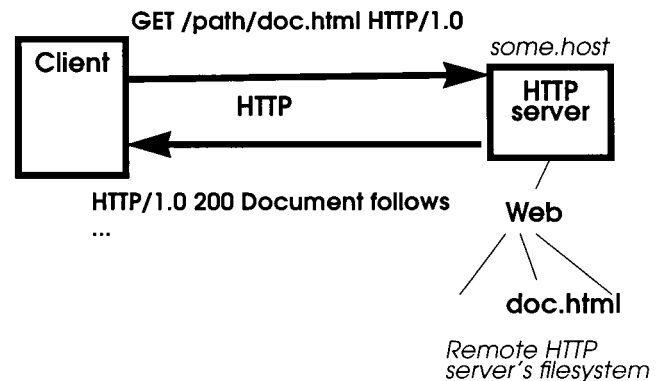 GET /path/doc.html HTTP/1.0
some.host
Client
HTTP
server
HTTP
HTTP/1.0 200 Document follows
...
Web
doc.html
Remote HTTP
server's filesystem